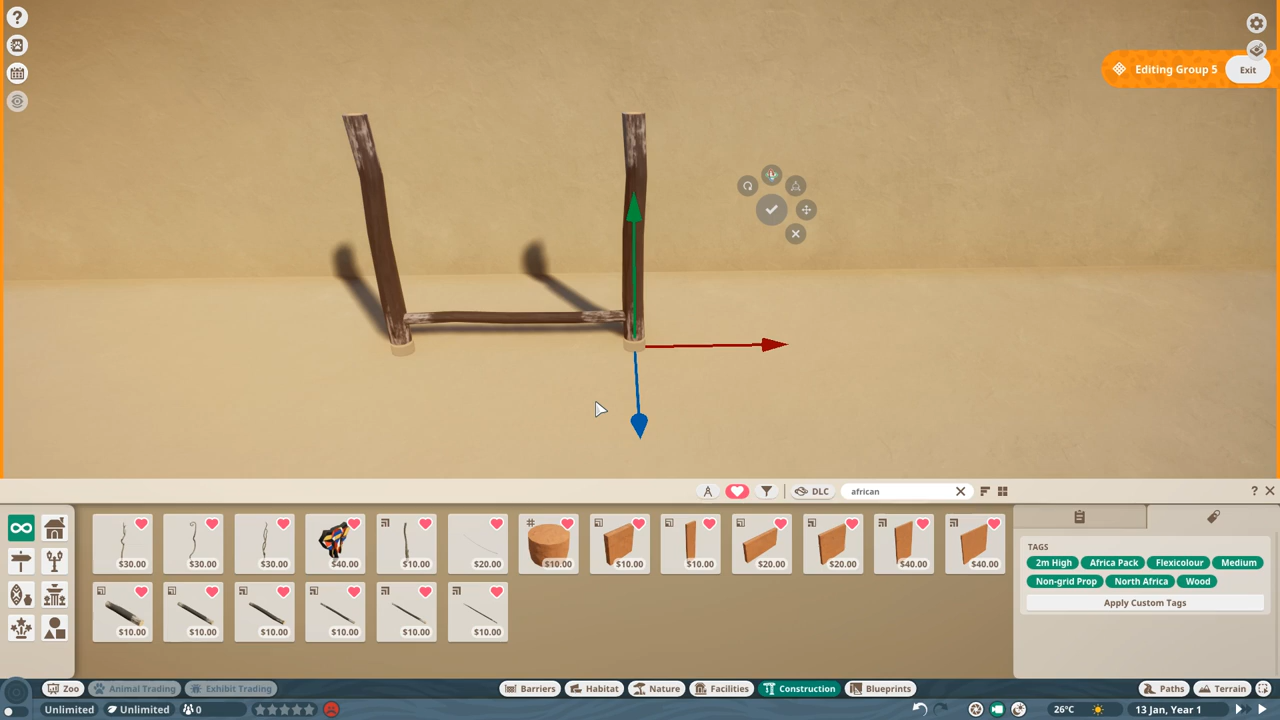 ?
Editing Group 5
Exit
DLC
african
?
$30.00
$30.00
$30.00
$40.00
$10.00
$20.00
$10.00
$10.00
$10.00
$20.00
$20.00
$40.00
$40.00
$10.00
$10.00
$10.00
$10.00
$10.00
$10.00
TAGS
2m High
Africa Pack
Flexicolour
Medium
Non-grid Prop
North Africa
Wood
Apply Custom Tags
Zoo
Animal Trading
Exhibit Trading
Barriers
Habitat
Nature
Facilities
Construction
Blueprints
Paths
Terrain
Unlimited
Unlimited
0
26°C
13 Jan, Year 1